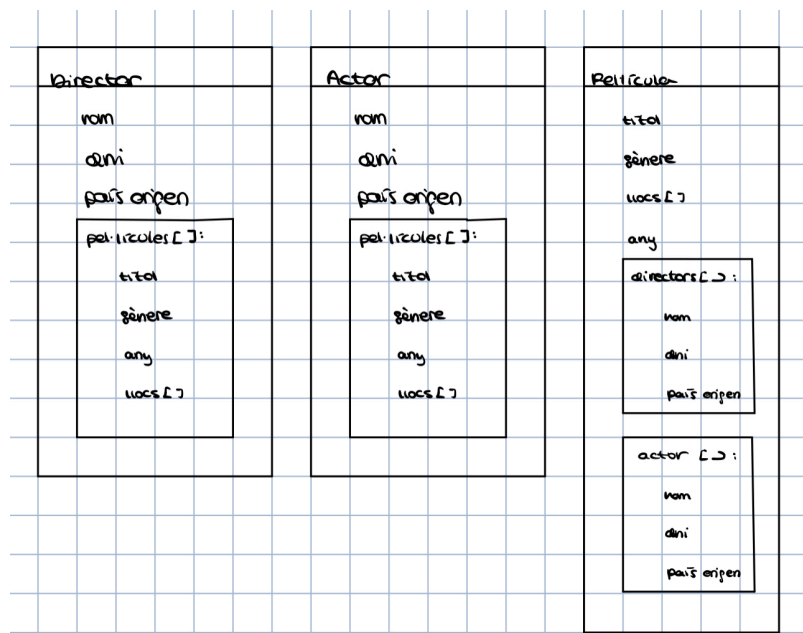 Director
nom
dni
país origen
pel·lícules[]:
títol
gènere
any
llocs[]
Actor
nom
dni
país origen
pel·lícules[]:
títol
gènere
any
llocs[]
Pel·lícula
títol
gènere
llocs[]
any
directors[]:
nom
dni
país origen
actor []:
nom
dni
país origen